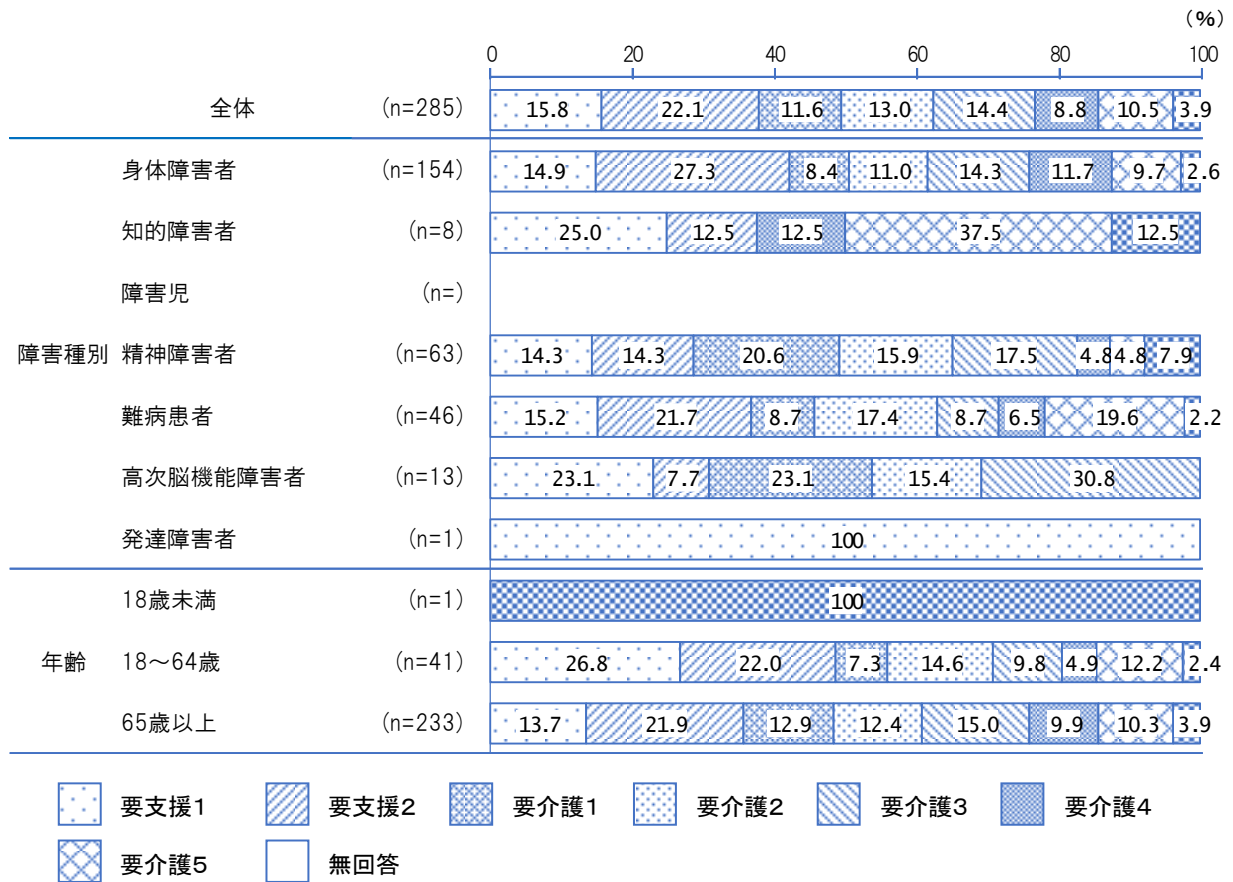 (%)
0 20 40 60 80 100
全体 (n=285) 15.8 22.1 11.6 13.0 14.4 8.8 10.5 3.9
身体障害者 (n=154) 14.9 27.3 8.4 11.0 14.3 11.7 9.7 2.6
知的障害者 (n=8) 25.0 12.5 12.5 37.5 12.5
障害児 (n=)
障害種別 精神障害者 (n=63) 14.3 14.3 20.6 15.9 17.5 4.8 4.8 7.9
難病患者 (n=46) 15.2 21.7 8.7 17.4 8.7 6.5 19.6 2.2
高次脳機能障害者 (n=13) 23.1 7.7 23.1 15.4 30.8
発達障害者 (n=1) 100
18歳未満 (n=1) 100
年齢 18～64歳 (n=41) 26.8 22.0 7.3 14.6 9.8 4.9 12.2 2.4
65歳以上 (n=233) 13.7 21.9 12.9 12.4 15.0 9.9 10.3 3.9
要支援1 要支援2 要介護1 要介護2 要介護3 要介護4
要介護5 無回答